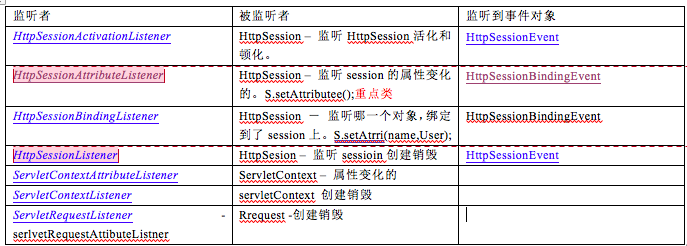 监听者 被监听者 监听到事件对象
HttpSessionActivationListener HttpSession – 监听 HttpSession 活化和 HttpSessionEvent
顿化。
HttpSessionAttributeListener HttpSession – 监听 session 的属性变化 HttpSessionBindingEvent
的。S.setAttributee();重点类
HttpSessionBindingListener HttpSession － 监听哪一个对象,绑定 HttpSessionBindingEvent
到了 session 上。S.setAtrri(name,User);
HttpSessionListener HttpSesion – 监听 sessioin 创建销毁 HttpSessionEvent
ServletContextAttributeListener ServletContext – 属性变化的
ServletContextListener servletContext 创建销毁
ServletRequestListener - Rrequest -创建销毁
serlvetRequestAttibuteListner